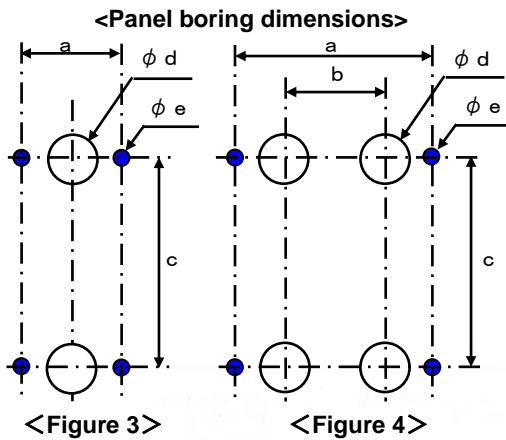 <Panel boring dimensions>
a
φ d
φ e
c
<Figure 3>
a
b
φ d
φ e
c
<Figure 4>